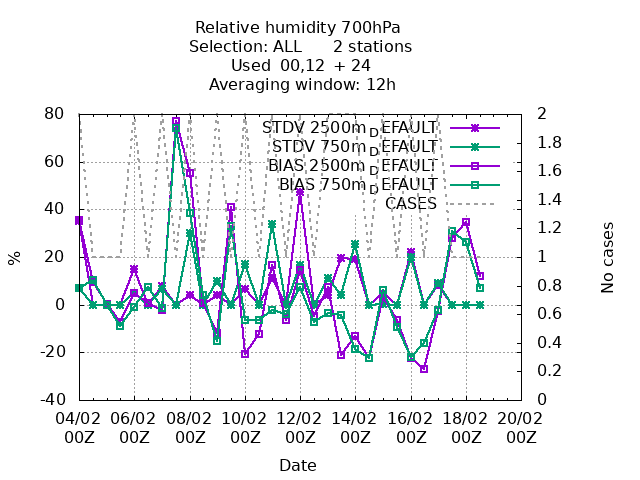 Relative humidity 700hPa
Selection: ALL 2 stations
Used 00,12 + 24
Averaging window: 12h
STDV 2500m DEFAULT
STDV 750m DEFAULT
BIAS 2500m DEFAULT
BIAS 750m DEFAULT
CASES
80
60
40
20
0
-20
-40
%
2
1.8
1.6
1.4
1.2
1
0.8
0.6
0.4
0.2
0
No cases
04/02 06/02 08/02 10/02 12/02 14/02 16/02 18/02 20/02
00Z 00Z 00Z 00Z 00Z 00Z 00Z 00Z 00Z
Date